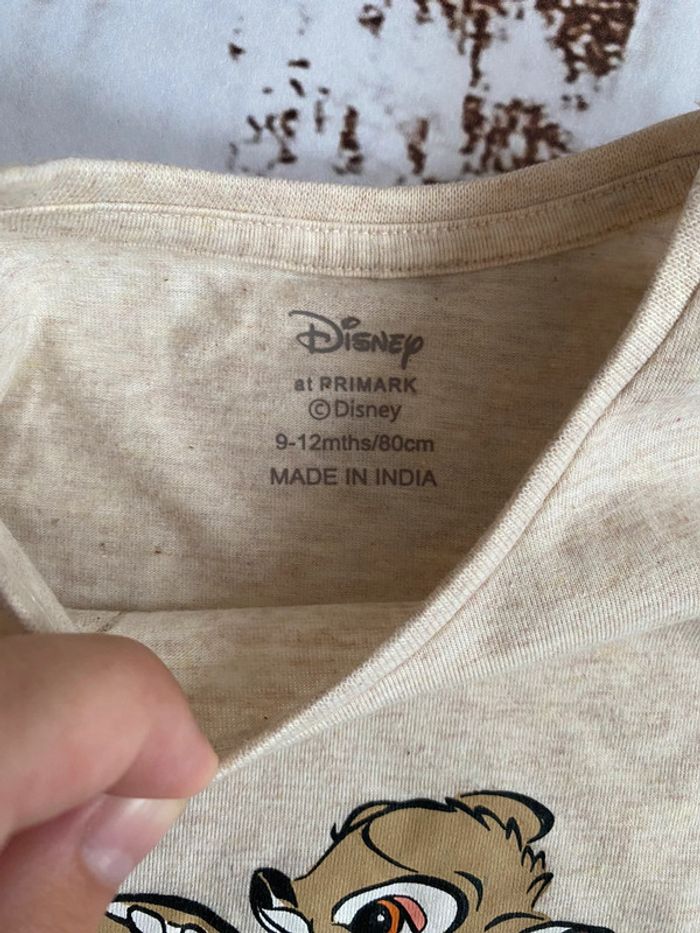 Disney
at PRIMARK
©Disney
9-12mths/80cm
MADE IN INDIA